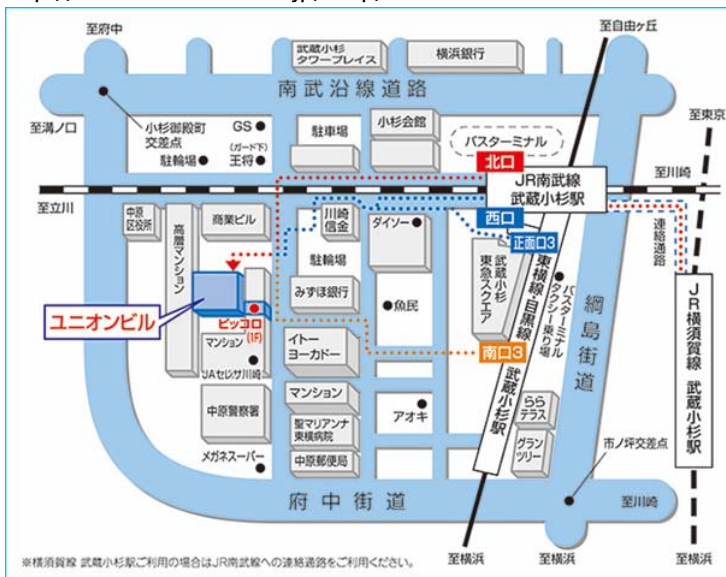 至府中
武蔵小杉
タワープレイス
横浜銀行
至自由ヶ丘
南武沿線道路
至溝ノ口
小杉御殿町
交差点
GS
(ガード下)
王将
駐輪場
駐車場
小杉会館
バスターミナル
至東京
北口
JR南武線
武蔵小杉駅
至川崎
至立川
西口
正面口3
連絡通路
中原
区役所
高層マンション
商業ビル
川崎
信金
ダイソー
駐輪場
みずほ銀行
武蔵小杉
東急スクエア
東横線・目黒線 武蔵小杉駅
バスターミナル
タクシー乗り場
綱島街道
JR横須賀線 武蔵小杉駅
ユニオンビル
ピッコロ
(1F)
魚民
マンション
JAセレサ川崎
イトー
ヨーカドー
南口3
中原警察署
マンション
聖マリアンナ
東横病院
アオキ
らら
テラス
グラン
ツリー
メガネスーパー
中原郵便局
市ノ坪交差点
府中街道
至川崎
至横浜
至横浜
至横浜
※横須賀線 武蔵小杉駅ご利用の場合はJR南武線への連絡通路をご利用ください。